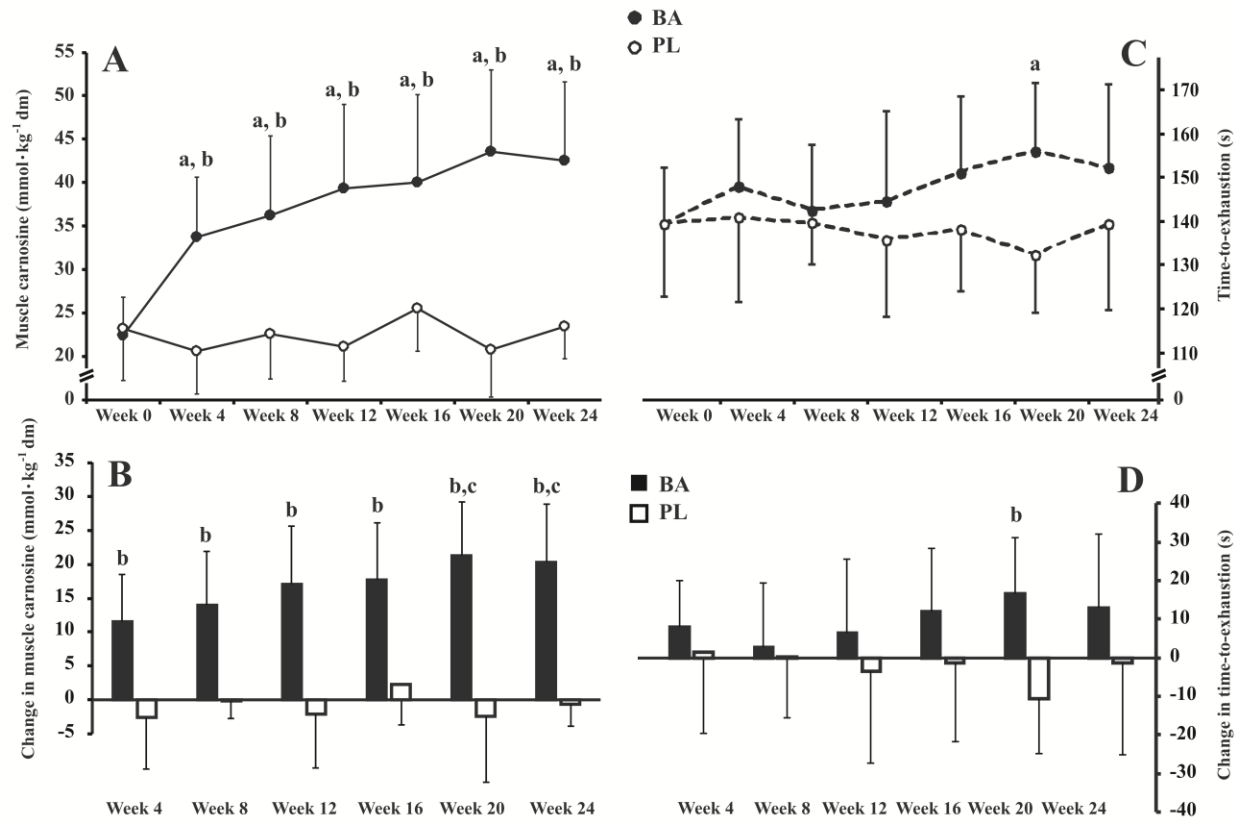 BA
PL
A
Muscle carnosine (mmol·kg⁻¹ dm)
55
50
45
40
35
30
25
20
0
a, b
a, b
a, b
a, b
a, b
a, b
Week 0 Week 4 Week 8 Week 12 Week 16 Week 20 Week 24
C
a
170
160
150
140
130
120
110
0
Time-to-exhaustion (s)
Week 0 Week 4 Week 8 Week 12 Week 16 Week 20 Week 24
B
Change in muscle carnosine (mmol·kg⁻¹ dm)
35
30
25
20
15
10
5
0
-5
b
b
b
b
b,c
b,c
Week 4 Week 8 Week 12 Week 16 Week 20 Week 24
BA
PL
D
b
40
30
20
10
0
-10
-20
-30
-40
Change in time-to-exhaustion (s)
Week 4 Week 8 Week 12 Week 16 Week 20 Week 24